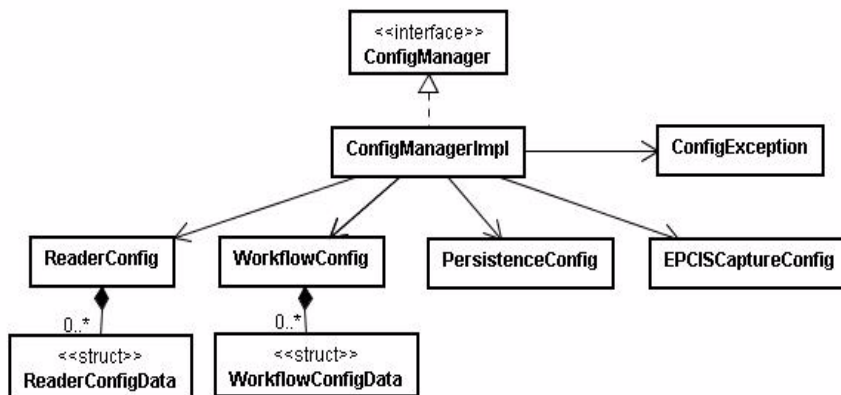 <<interface>>
ConfigManager
ConfigManagerImpl
ConfigException
ReaderConfig
WorkflowConfig
PersistenceConfig
EPCISCaptureConfig
0..*
0..*
<<struct>>
ReaderConfigData
<<struct>>
WorkflowConfigData